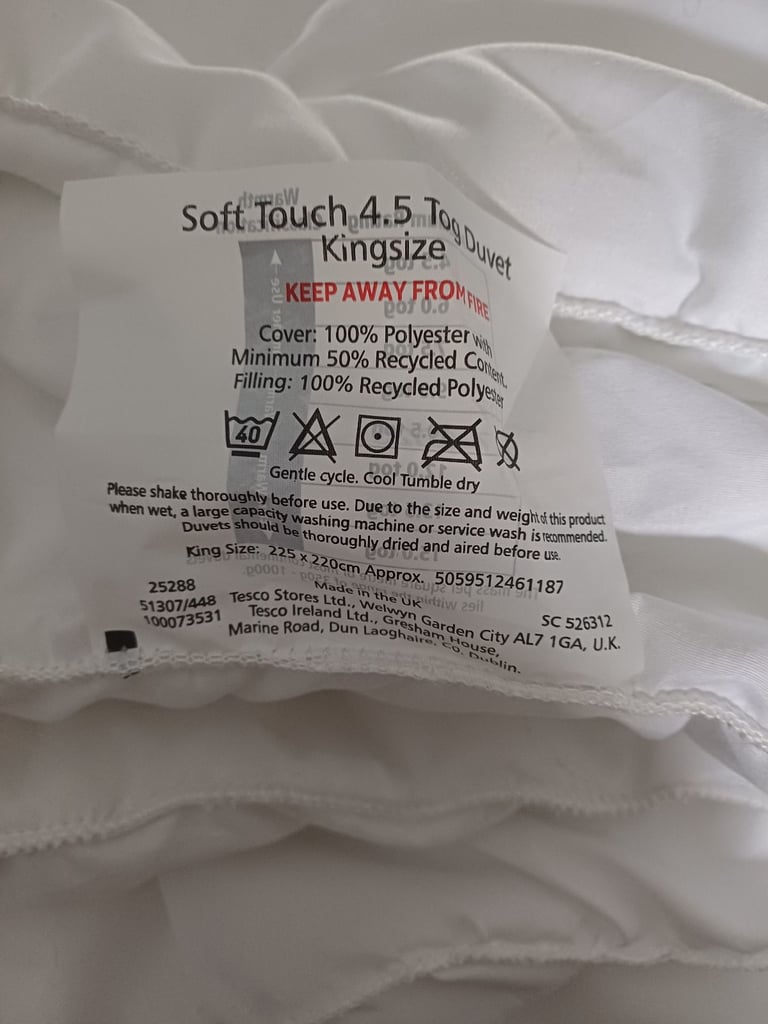 Soft Touch 4.5 Tog Duvet
Kingsize
KEEP AWAY FROM FIRE
Cover: 100% Polyester with
Minimum 50% Recycled Content.
Filling: 100% Recycled Polyester
40
Gentle cycle. Cool Tumble dry
Please shake thoroughly before use. Due to the size and weight of this product
when wet, a large capacity washing machine or service wash is recommended.
Duvets should be thoroughly dried and aired before use.
King Size: 225 x 220cm Approx. 5059512461187
Made in the UK
25288
51307/448
100073531
SC 526312
Tesco Stores Ltd., Welwyn Garden City AL7 1GA, U.K.
Tesco Ireland Ltd., Gresham House,
Marine Road, Dun Laoghaire. Co. Dublin.